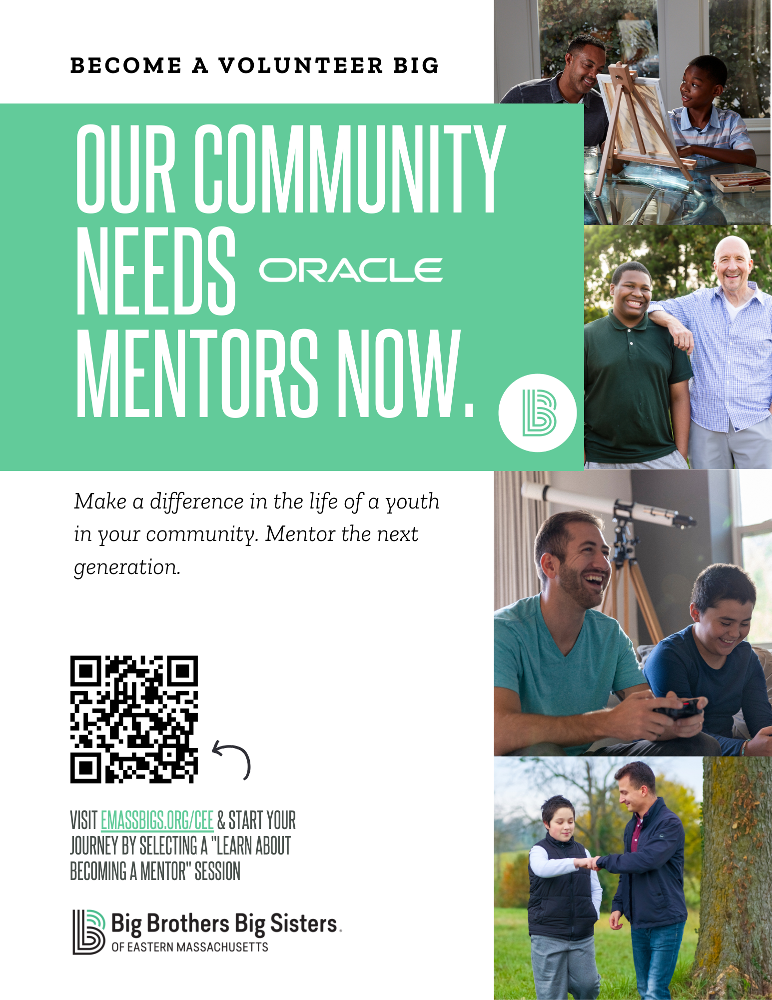 BECOME A VOLUNTEER BIG
OUR COMMUNITY
NEEDS ORACLE
MENTORS NOW.
Make a difference in the life of a youth
in your community. Mentor the next
generation.
VISIT EMASSBIGS.ORG/CEE & START YOUR
JOURNEY BY SELECTING A "LEARN ABOUT
BECOMING A MENTOR" SESSION
Big Brothers Big Sisters.
OF EASTERN MASSACHUSETTS